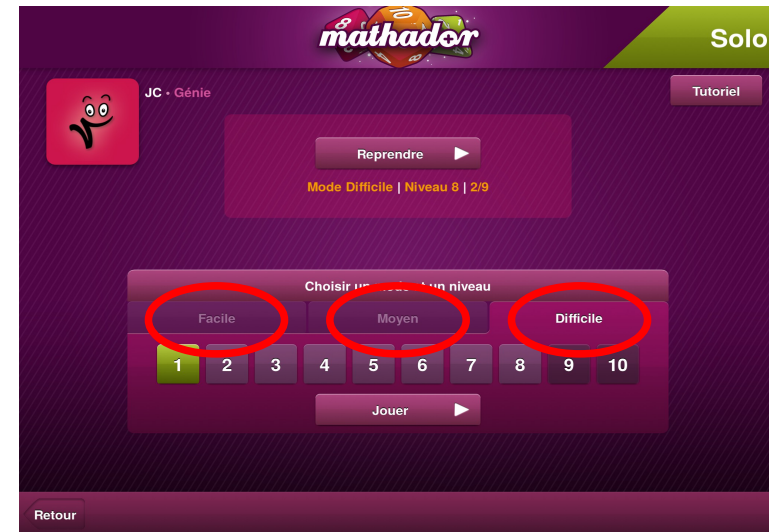 mathador
Solo
JC • Génie
Tutoriel
Reprendre
Mode Difficile | Niveau 8 | 2/9
Choisir un mode et un niveau
Facile Moyen Difficile
1 2 3 4 5 6 7 8 9 10
Jouer
Retour